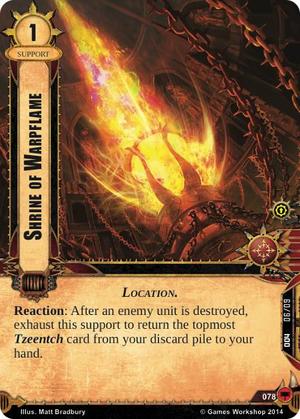 1
SUPPORT
SHRINE OF WARPFLAME
LOCATION.
Reaction: After an enemy unit is destroyed,
exhaust this support to return the topmost
Tzeentch card from your discard pile to your
hand.
004
06/09
078
Illus. Matt Bradbury
© Games Workshop 2014